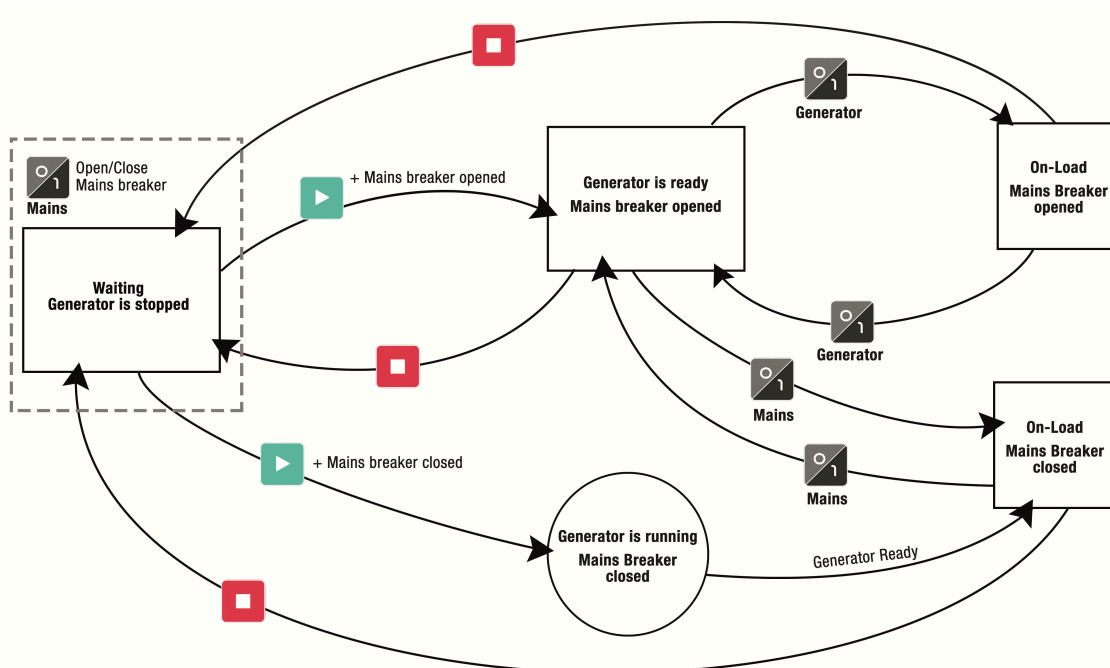 Generator
Open/Close
Mains breaker
Mains
+ Mains breaker opened
Generator is ready
Mains breaker opened
On-Load
Mains Breaker
opened
Waiting
Generator is stopped
Generator
Mains
On-Load
Mains Breaker
closed
+ Mains breaker closed
Mains
Generator is running
Mains Breaker
closed
Generator Ready